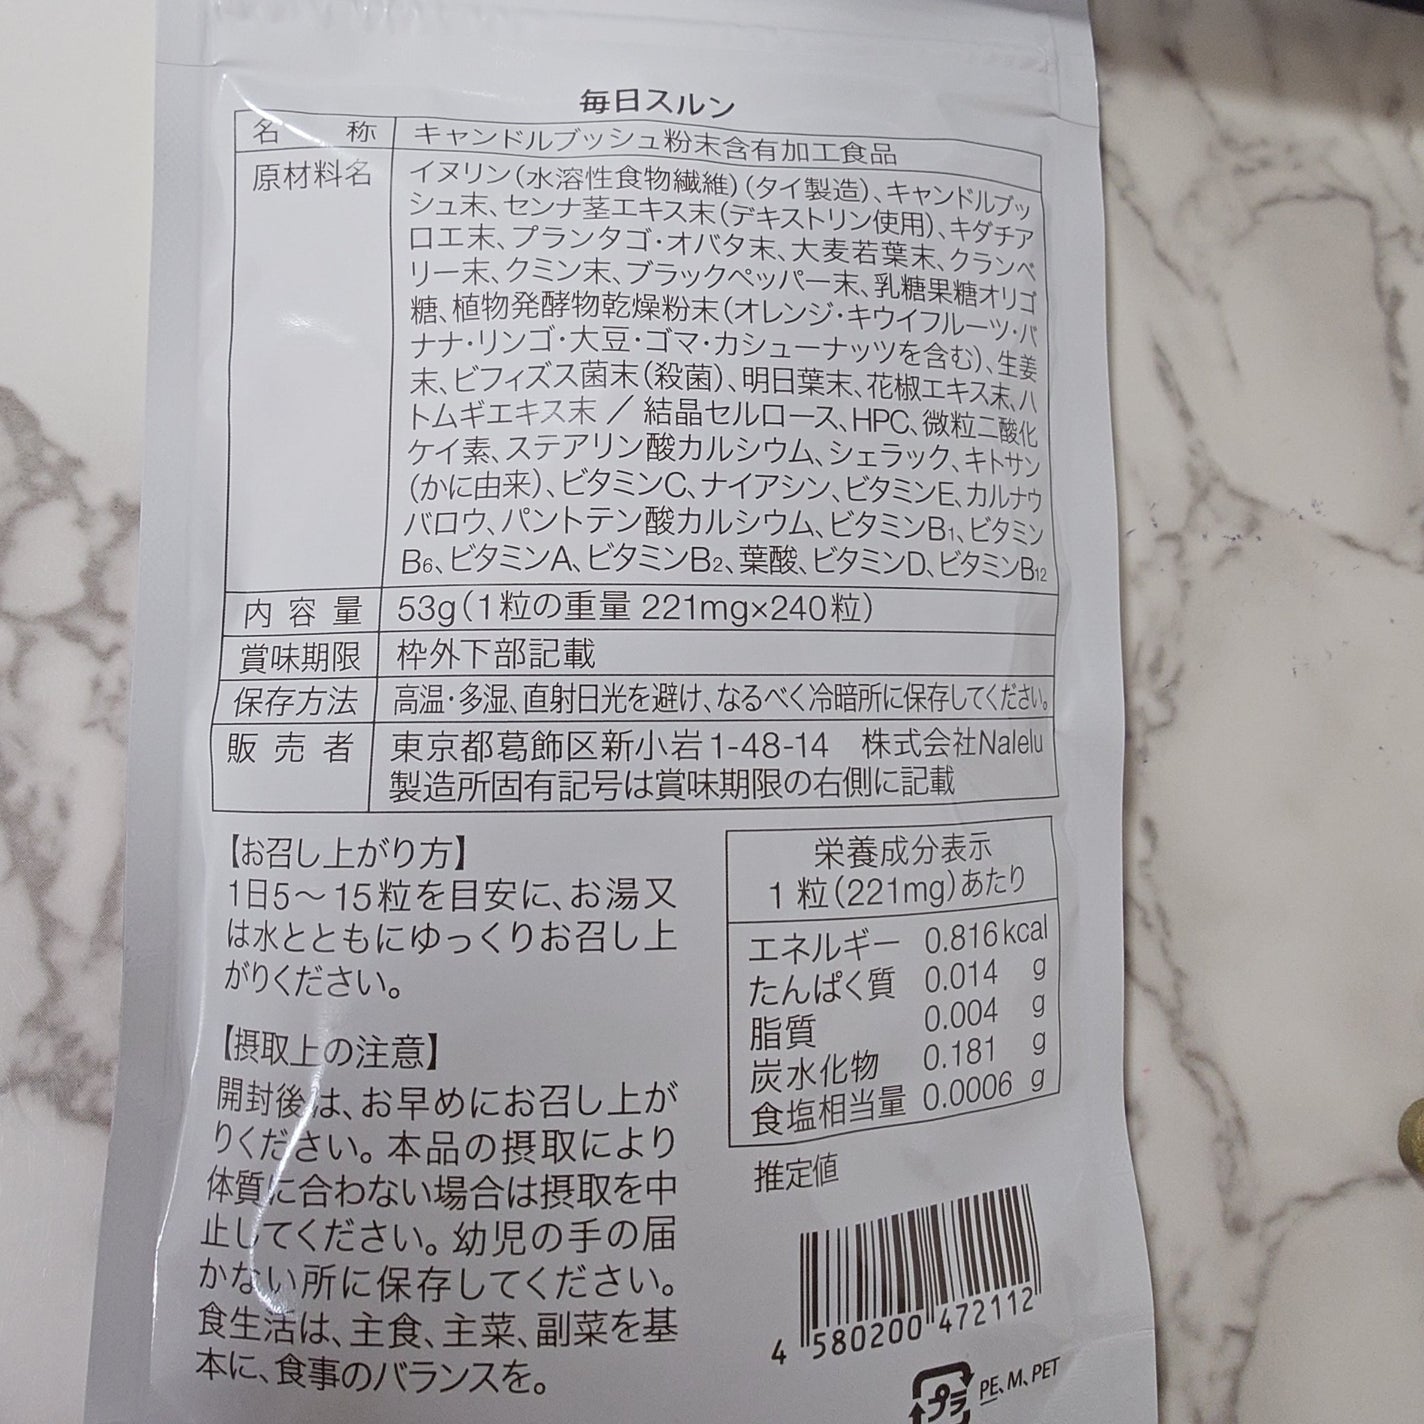 毎日スルン
名称 キャンドルブッシュ粉末含有加工食品
原材料名 イヌリン(水溶性食物繊維)(タイ製造)、キャンドルブッ
シュ末、センナ茎エキス末(デキストリン使用)、キダチア
ロエ末、プランタゴ・オバタ末、大麦若葉末、クランベ
リー末、クミン末、ブラックペッパー末、乳糖果糖オリゴ
糖、植物発酵物乾燥粉末(オレンジ・キウイフルーツ・バ
ナナ・リンゴ・大豆・ゴマ・カシューナッツを含む)、生姜
末、ビフィズス菌末(殺菌)、明日葉末、花椒エキス末、ハ
トムギエキス末/結晶セルロース、HPC、微粒二酸化
ケイ素、ステアリン酸カルシウム、シェラック、キトサン
(かに由来)、ビタミンC、ナイアシン、ビタミンE、カルナウ
バロウ、パントテン酸カルシウム、ビタミンB1、ビタミン
B6、ビタミンA、ビタミンB2、葉酸、ビタミンD、ビタミンB12
内容量 53g(1粒の重量 221mg×240粒)
賞味期限 枠外下部記載
保存方法 高温・多湿、直射日光を避け、なるべく冷暗所に保存してください。
販売者 東京都葛飾区新小岩1-48-14 株式会社Nalelu
製造所固有記号は賞味期限の右側に記載
【お召し上がり方】
1日5～15粒を目安に、お湯又
は水とともにゆっくりお召し上
がりください。
【摂取上の注意】
開封後は、お早めにお召し上が
りください。本品の摂取により
体質に合わない場合は摂取を中
止してください。幼児の手の届
かない所に保存してください。
食生活は、主食、主菜、副菜を基
本に、食事のバランスを。
栄養成分表示
1粒(221mg)あたり
エネルギー 0.816kcal
たんぱく質 0.014 g
脂質 0.004 g
炭水化物 0.181 g
食塩相当量 0.0006 g
推定値
4 580200 472112
プラ PE、M、PET